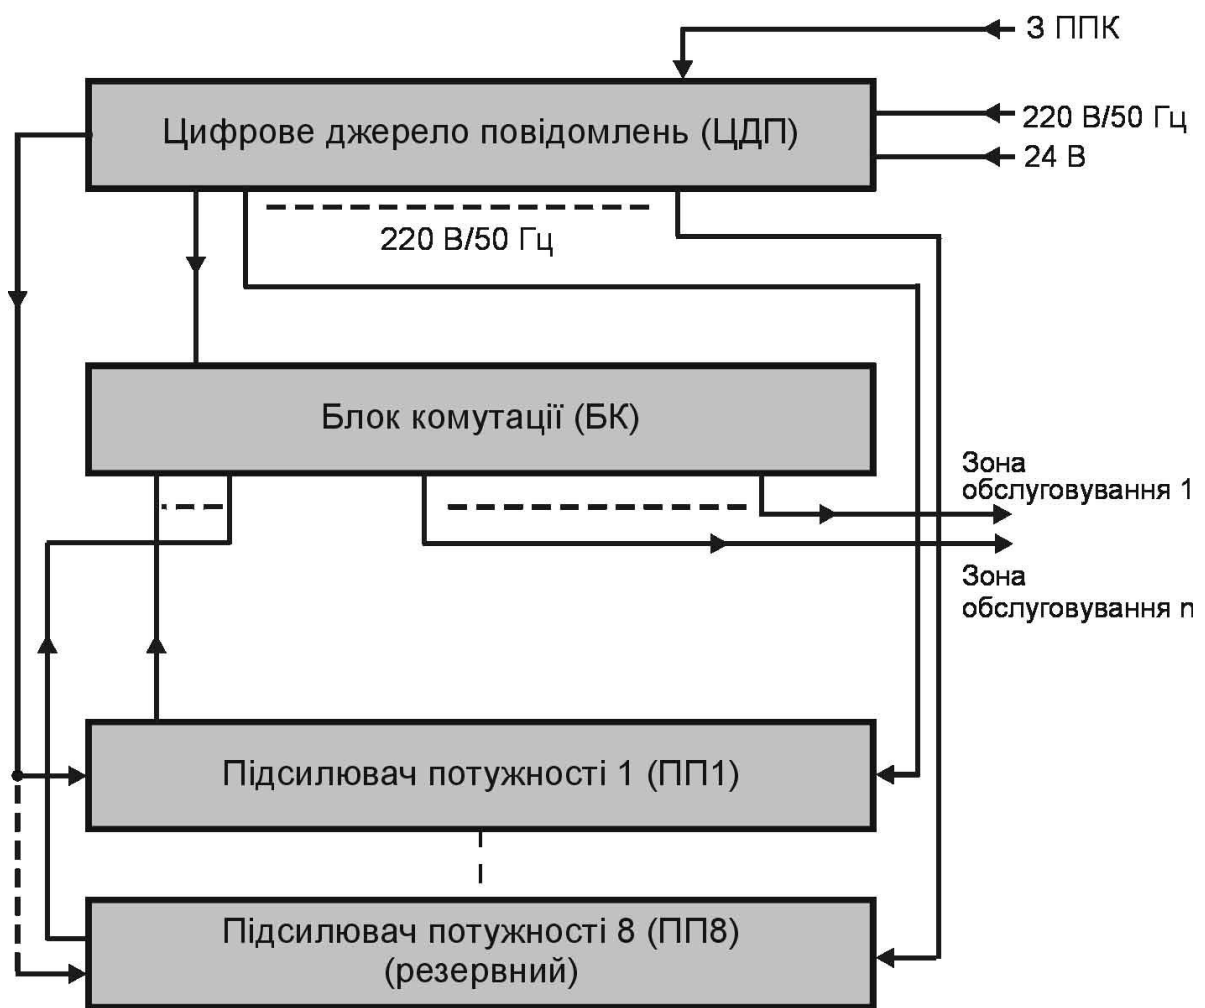 З ППК
Цифрове джерело повідомлень (ЦДП)
220 В/50 Гц
24 В
220 В/50 Гц
Блок комутації (БК)
Зона
обслуговування 1
Зона
обслуговування n
Підсилювач потужності 1 (ПП1)
Підсилювач потужності 8 (ПП8)
(резервний)